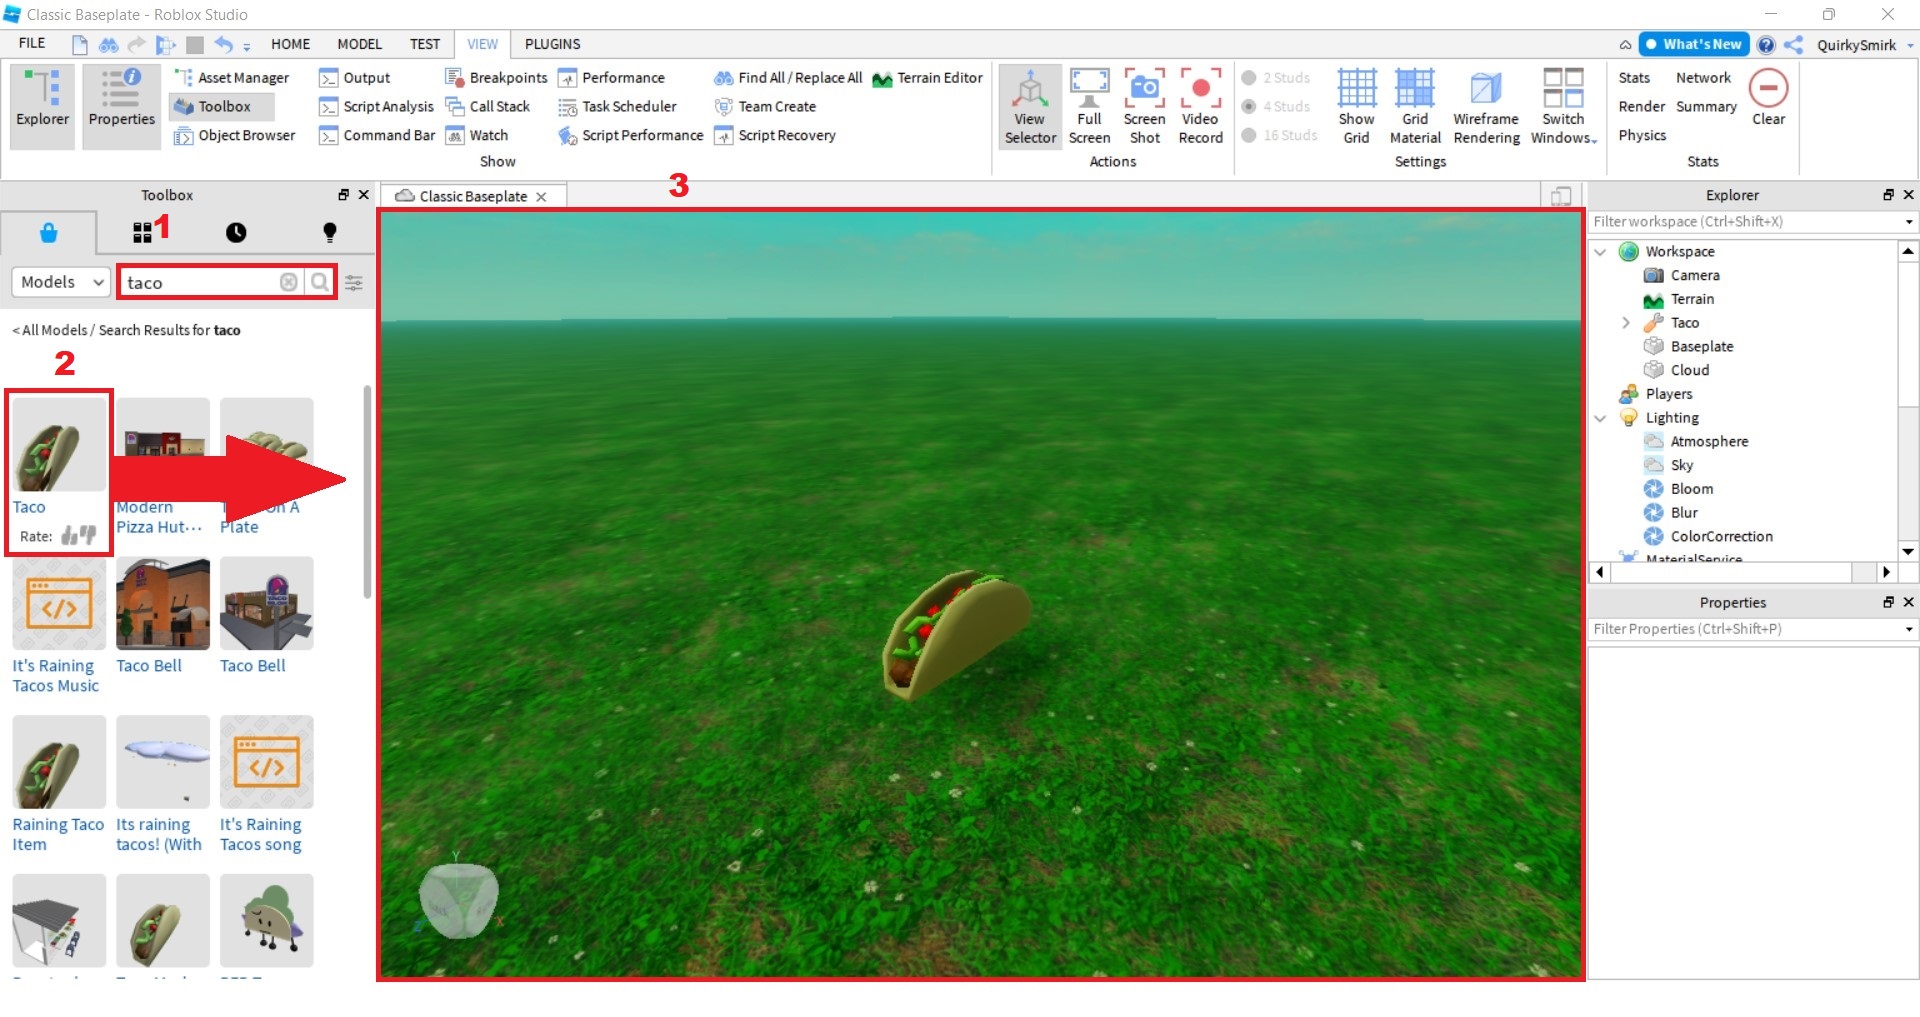 Classic Baseplate - Roblox Studio
FILE HOME MODEL TEST VIEW PLUGINS What's New QuirkySmirk
Explorer
Properties
Asset Manager
Toolbox
Object Browser
Output
Script Analysis
Command Bar
Breakpoints
Call Stack
Watch
Performance
Task Scheduler
Script Performance
Find All / Replace All
Team Create
Script Recovery
Terrain Editor
Show
View
Selector
Full
Screen
Screen
Shot
Video
Record
Actions
2 Studs
4 Studs
16 Studs
Show
Grid
Grid
Material
Wireframe
Rendering
Switch
Windows
Settings
Stats
Render
Physics
Network
Summary
Clear
Stats
Toolbox
1
Models
taco
< All Models / Search Results for taco
2
Taco
Rate:
Modern
Pizza Hut...
On A
Plate
It's Raining
Tacos Music
Taco Bell
Taco Bell
Raining Taco
Item
Its raining
tacos! (With
It's Raining
Tacos song
3
Classic Baseplate
Y
Explorer
Filter workspace (Ctrl+Shift+X)
Workspace
Camera
Terrain
Taco
Baseplate
Cloud
Players
Lighting
Atmosphere
Sky
Bloom
Blur
ColorCorrection
MaterialService
Properties
Filter Properties (Ctrl+Shift+P)